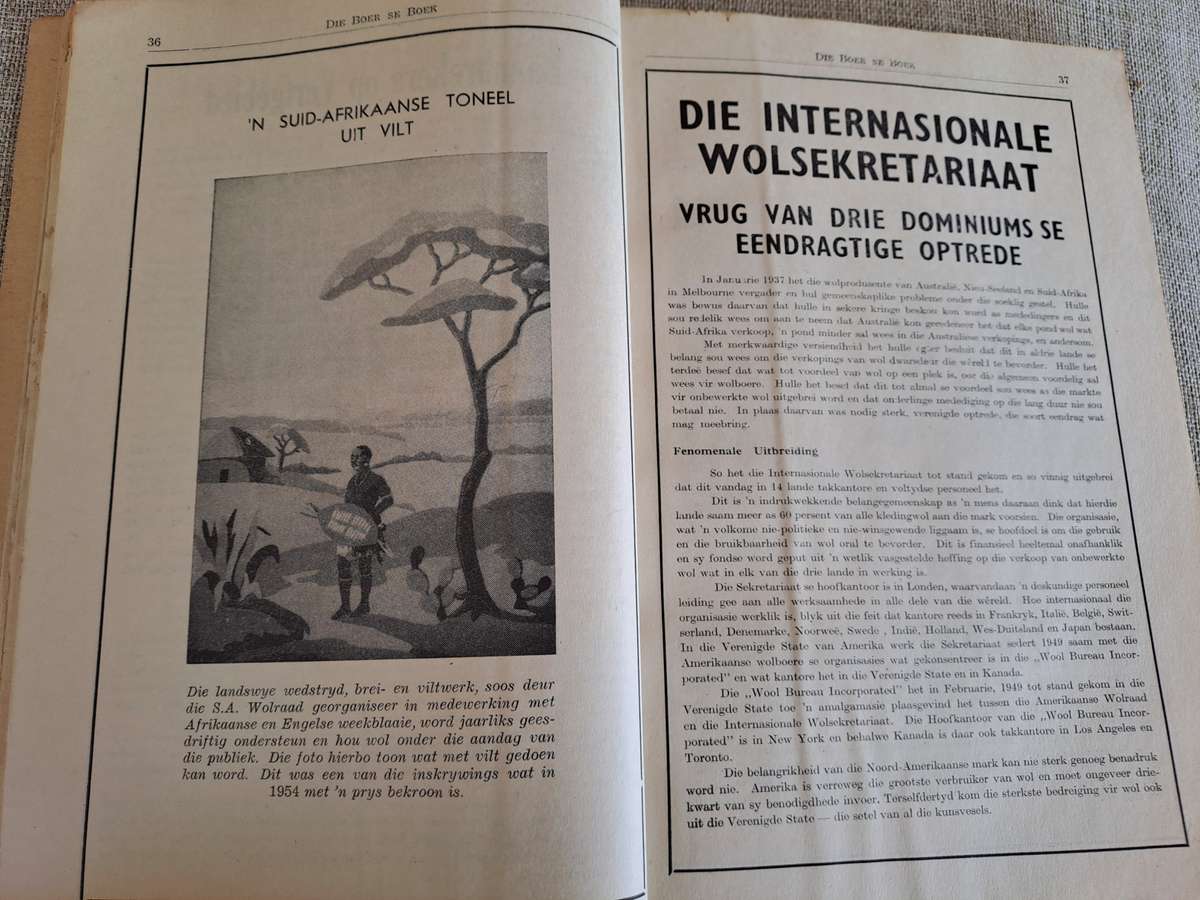 36
DIE BOER SE BOEK
'N SUID-AFRIKAANSE TONEEL
UIT VILT
Die landswye wedstryd, brei- en viltwerk, soos deur
die S.A. Wolraad georganiseer in medewerking met
Afrikaanse en Engelse weekblaaie, word jaarliks gees-
driftig ondersteun en hou wol onder die aandag van
die publiek. Die foto hierbo toon wat met vilt gedoen
kan word. Dit was een van die inskrywings wat in
1954 met 'n prys bekroon is.
DIE BOER SE BOEK
37
DIE INTERNASIONALE
WOLSEKRETARIAAT
VRUG VAN DRIE DOMINIUMS SE
EENDRAGTIGE OPTREDE
In Januarie 1937 het die wolprodusente van Australië, Nieu-Seeland en Suid-Afrika
in Melbourne vergader en hul gemeenskaplike probleme onder die soeklig gestel. Hulle
was bewus daarvan dat hulle in sekere kringe beskou kon word as mededingers en dit
sou redelik wees om aan te neem dat Australië kon geredeneer het dat elke pond wol wat
Suid-Afrika verkoop, 'n pond minder sal wees in die Australiese verkopings, en andersom.
Met merkwaardige versiendheid het hulle egter besluit dat dit in aldrie lande se
belang sou wees om die verkopings van wol dwarsdeur die wêreld te bevorder. Hulle het
terdeë besef dat wat tot voordeel van wol op een plek is, oor die algemeen voordelig sal
wees vir wolboere. Hulle het besef dat dit tot almal se voordeel sou wees as die markte
vir onbewerkte wol uitgebrei word en dat onderlinge mededinging op die lang duur nie sou
betaal nie. In plaas daarvan was nodig sterk, verenigde optrede, die soort eendrag wat
mag meebring.
Fenomenale Uitbreiding
So het die Internasionale Wolsekretariaat tot stand gekom en so vinnig uitgebrei
dat dit vandag in 14 lande takkantore en voltydse personeel het.
Dit is 'n indrukwekkende belangegemeenskap as 'n mens daaraan dink dat hierdie
lande saam meer as 60 persent van alle kledingwol aan die mark voorsien. Die organisasie,
wat 'n volkome nie-politieke en nie-winsgewende liggaam is, se hoofdoel is om die gebruik
en die bruikbaarheid van wol oral te bevorder. Dit is finansieel heeltemal onafhanklik
en sy fondse word geput uit 'n wetlik vasgestelde heffing op die verkoop van onbewerkte
wol wat in elk van die drie lande in werking is.
Die Sekretariaat se hoofkantoor is in Londen, waarvandaan 'n deskundige personeel
leiding gee aan alle werksaamhede in alle dele van die wêreld. Hoe internasionaal die
organisasie werklik is, blyk uit die feit dat kantore reeds in Frankryk, Italië, België, Swit-
serland, Denemarke, Noorweë, Swede, Indië, Holland, Wes-Duitsland en Japan bestaan.
In die Verenigde State van Amerika werk die Sekretariaat sedert 1949 saam met die
Amerikaanse wolboere se organisasies wat gekonsentreer is in die „Wool Bureau Incor-
porated” en wat kantore het in die Verenigde State en in Kanada.
Die „Wool Bureau Incorporated” het in Februarie, 1949 tot stand gekom in die
Verenigde State toe 'n amalgamasie plaasgevind het tussen die Amerikaanse Wolraad
en die Internasionale Wolsekretariaat. Die Hoofkantoor van die „Wool Bureau Incor-
porated” is in New York en behalwe Kanada is daar ook takkantore in Los Angeles en
Toronto.
Die belangrikheid van die Noord-Amerikaanse mark kan nie sterk genoeg benadruk
word nie. Amerika is verreweg die grootste verbruiker van wol en moet ongeveer drie-
kwart van sy benodigdhede invoer. Terselfdertyd kom die sterkste bedreiging vir wol ook
uit die Verenigde State — die setel van al die kunsvesels.